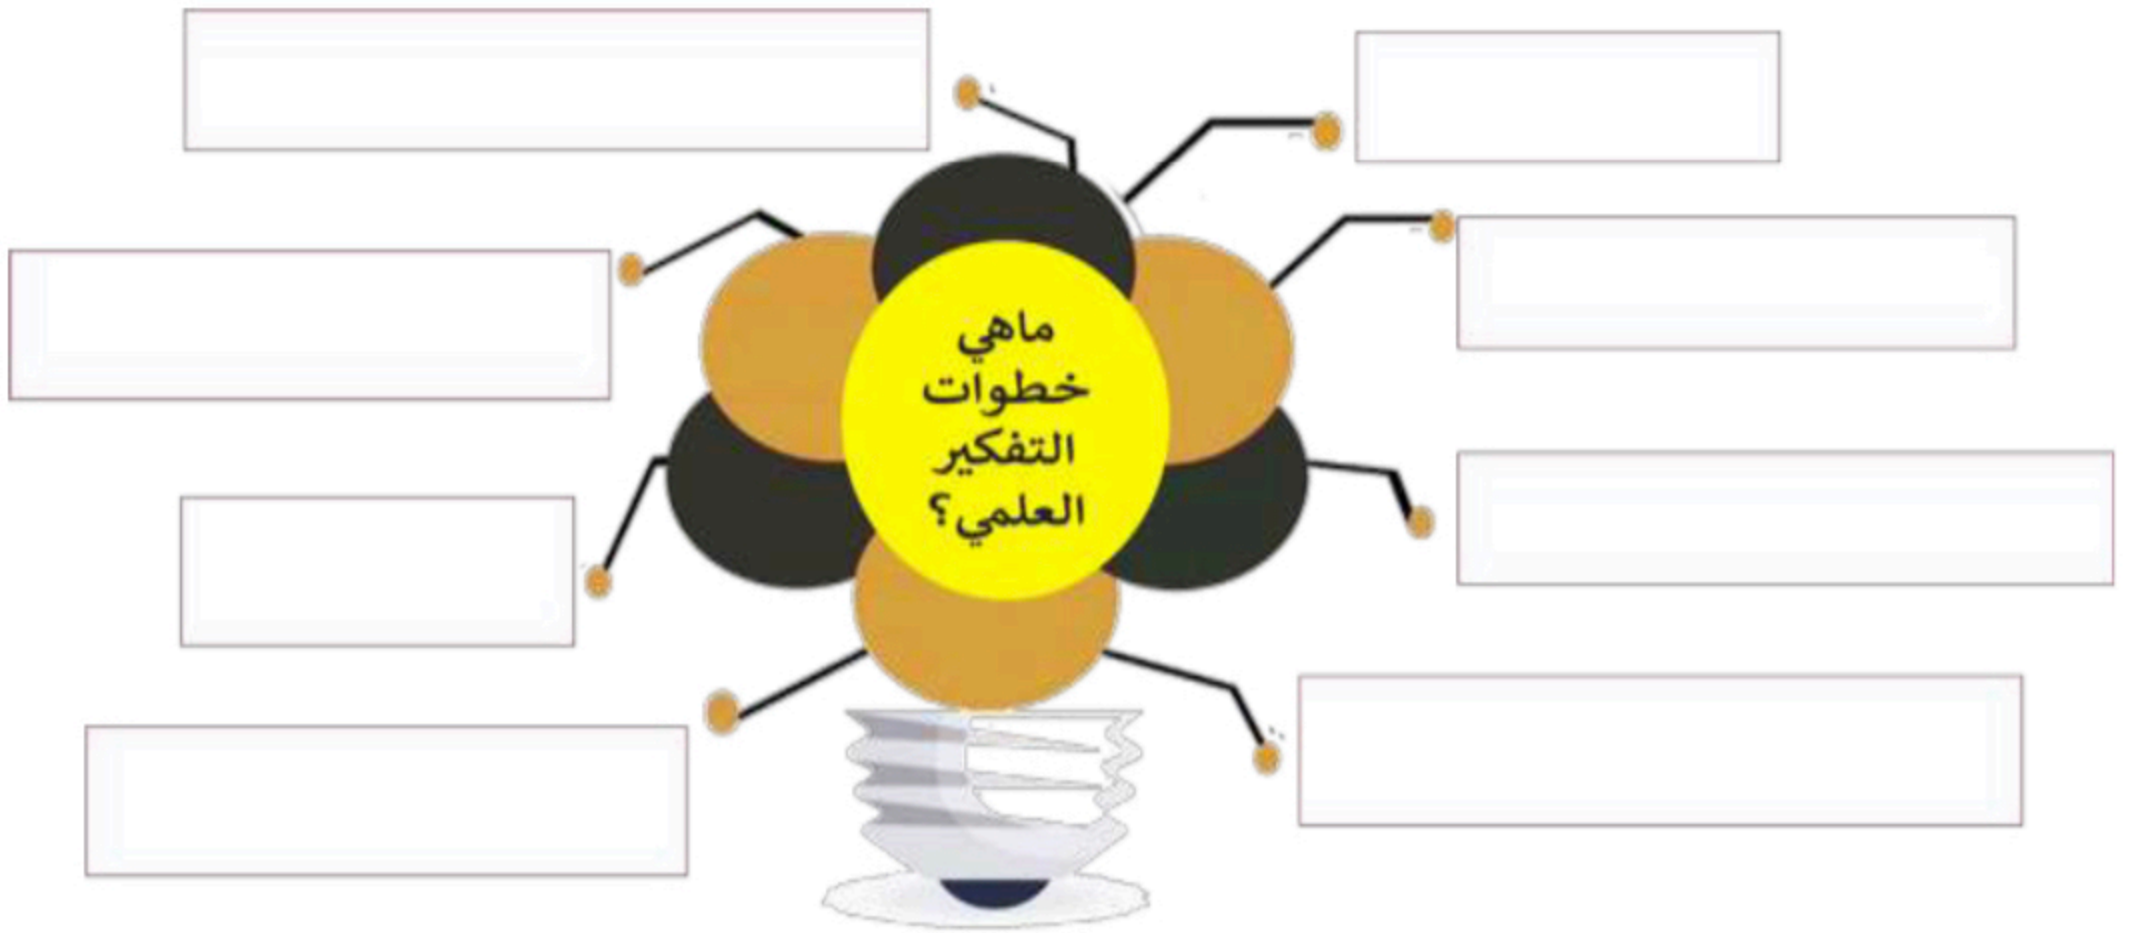 ماهي
خطوات
التفكير
العلمي؟